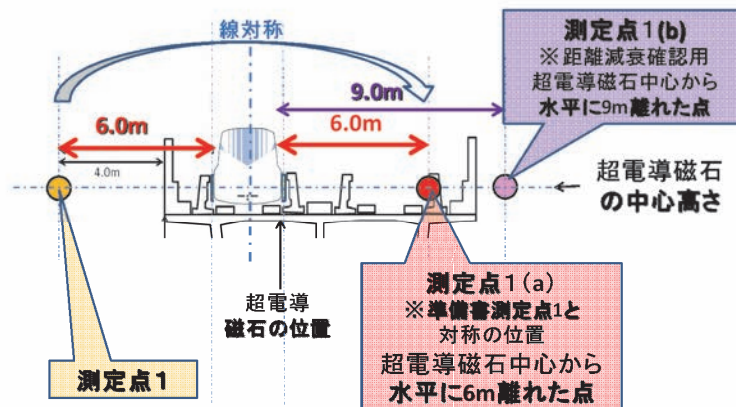 線対称
測定点1(b)
※距離減衰確認用
超電導磁石中心から
水平に9m離れた点
9.0m
6.0m
6.0m
4.0m
超電導磁石
の中心高さ
超電導
磁石の位置
測定点1
測定点1(a)
※準備書測定点1と
対称の位置
超電導磁石中心から
水平に6m離れた点